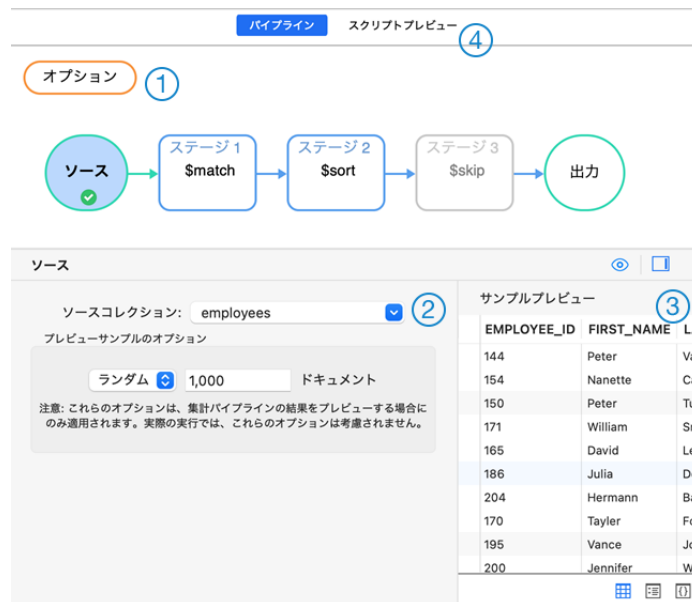 パイプライン スクリプトプレビュー
4
オプション 1
ステージ 1 ステージ 2 ステージ 3
ソース $match $sort $skip 出力
ソース
ソースコレクション: employees 2
プレビューサンプルのオプション
ランダム 1,000 ドキュメント
注意: これらのオプションは、集計パイプラインの結果をプレビューする場合に
のみ適用されます。実際の実行では、これらのオプションは考慮されません。
サンプルプレビュー 3
EMPLOYEE_ID FIRST_NAME L
144 Peter Va
154 Nanette Ca
150 Peter Tu
171 William Sm
165 David Le
186 Julia De
204 Hermann Ba
170 Tayler Fo
195 Vance Jo
200 Jennifer W